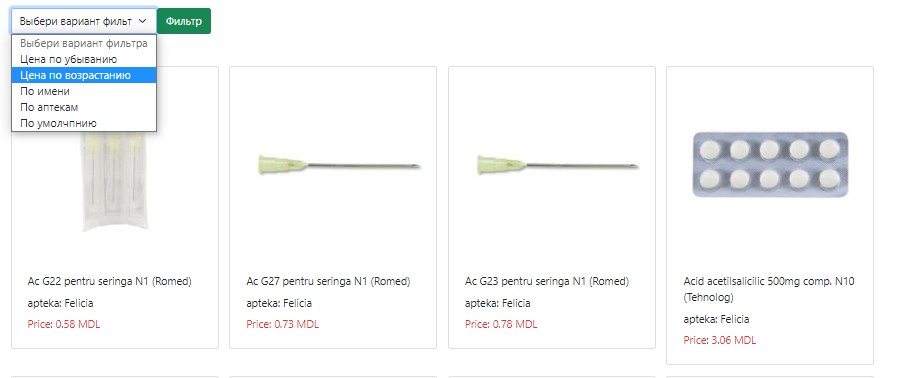 Выбери вариант фильт
Фильтр
Выбери вариант фильтра
Цена по убыванию
Цена по возрастанию
По имени
По аптекам
По умолчпнию
Ac G22 pentru seringa N1 (Romed)
apteka: Felicia
Price: 0.58 MDL
Ac G27 pentru seringa N1 (Romed)
apteka: Felicia
Price: 0.73 MDL
Ac G23 pentru seringa N1 (Romed)
apteka: Felicia
Price: 0.78 MDL
Acid acetilsalicilic 500mg comp. N10
(Tehnolog)
apteka: Felicia
Price: 3.06 MDL